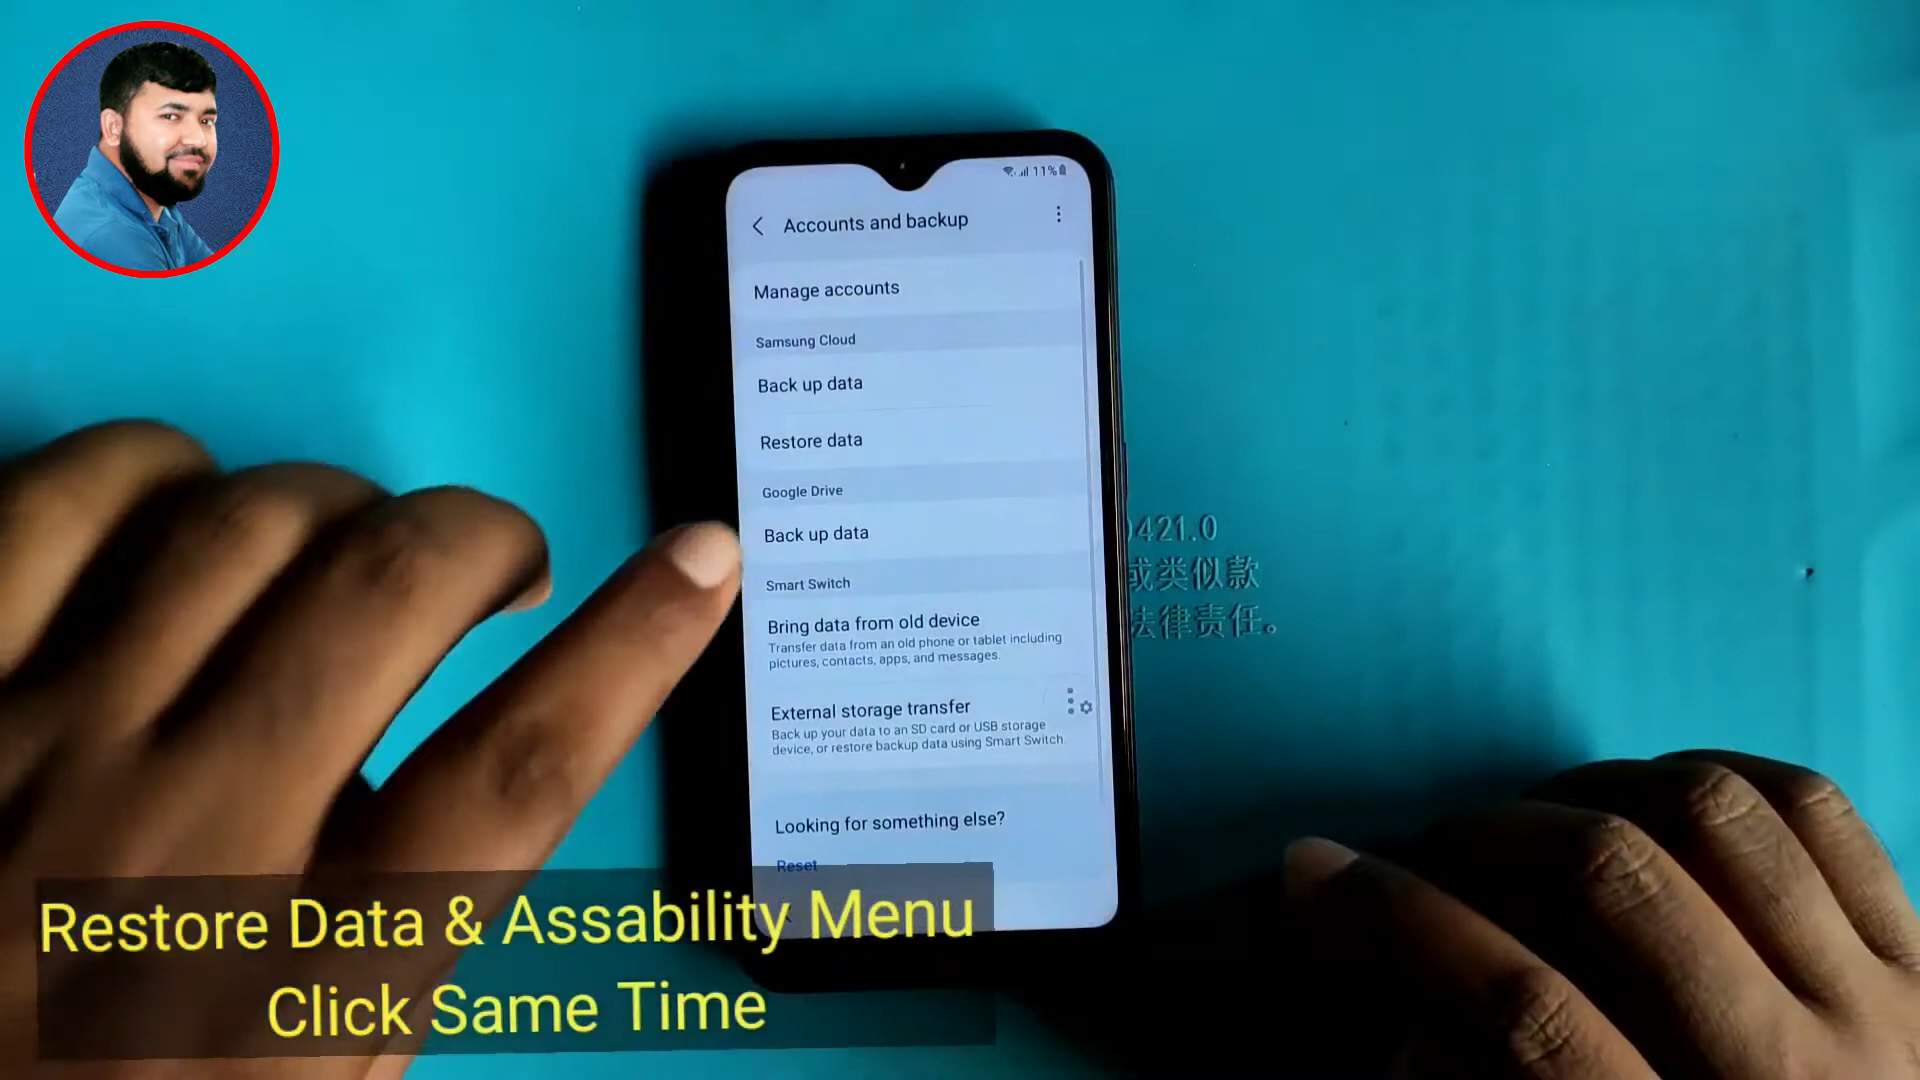 11%
Accounts and backup
Manage accounts
Samsung Cloud
Back up data
Restore data
Google Drive
Back up data
Smart Switch
Bring data from old device
Transfer data from an old phone or tablet including
pictures, contacts, apps, and messages.
External storage transfer
Back up your data to an SD card or USB storage
device, or restore backup data using Smart Switch.
Looking for something else?
Reset
421.0
或类似款
法律责任。
Restore Data & Assability Menu
Click Same Time